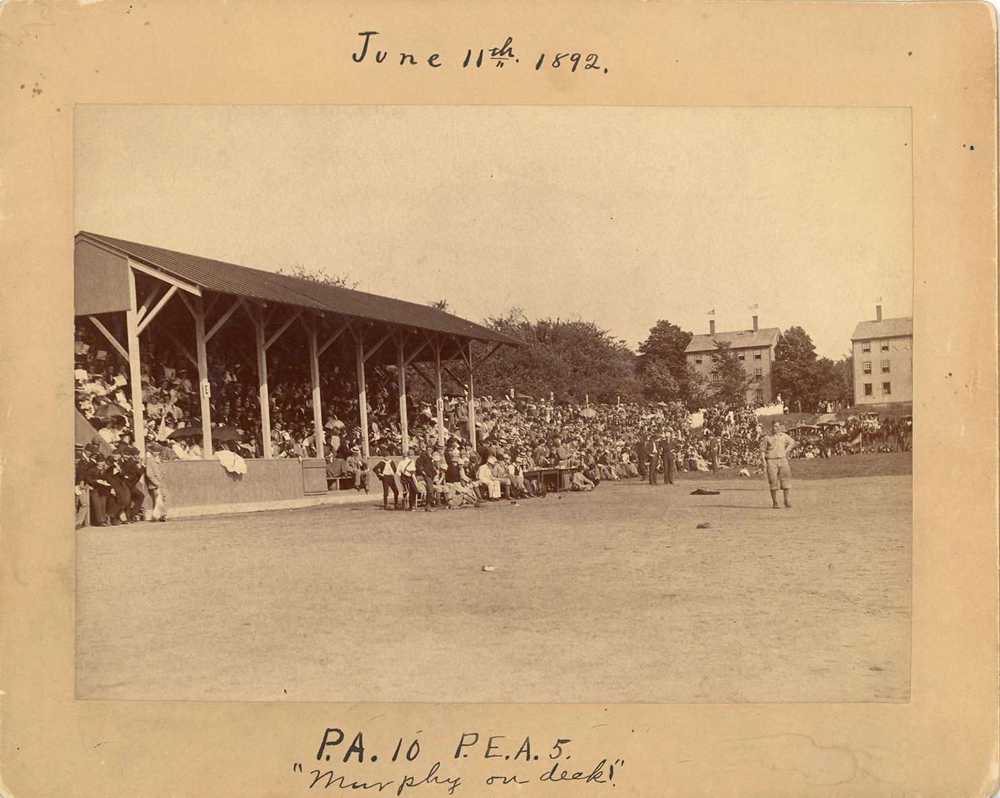 June 11th. 1892.
E
E
P.A. 10 P.E.A. 5.
"Murphy on deck!"